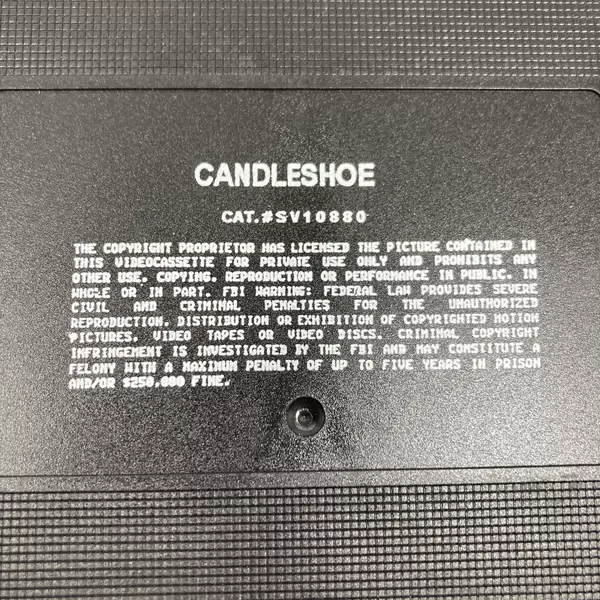 CANDLESHOE
CAT.#SV10880
THE COPYRIGHT PROPRIETOR HAS LICENSED THE PICTURE CONTAINED IN
THIS VIDEOCASSETTE FOR PRIVATE USE ONLY AND PROHIBITS ANY
OTHER USE, COPYING, REPRODUCTION OR PERFORMANCE IN PUBLIC, IN
WHOLE OR IN PART. FBI WARNING: FEDERAL LAW PROVIDES SEVERE
CIVIL AND CRIMINAL PENALTIES FOR THE UNAUTHORIZED
REPRODUCTION, DISTRIBUTION OR EXHIBITION OF COPYRIGHTED MOTION
PICTURES, VIDEO TAPES OR VIDEO DISCS. CRIMINAL COPYRIGHT
INFRINGEMENT IS INVESTIGATED BY THE FBI AND MAY CONSTITUTE A
FELONY WITH A MAXIMUM PENALTY OF UP TO FIVE YEARS IN PRISON
AND/OR $250,000 FINE.